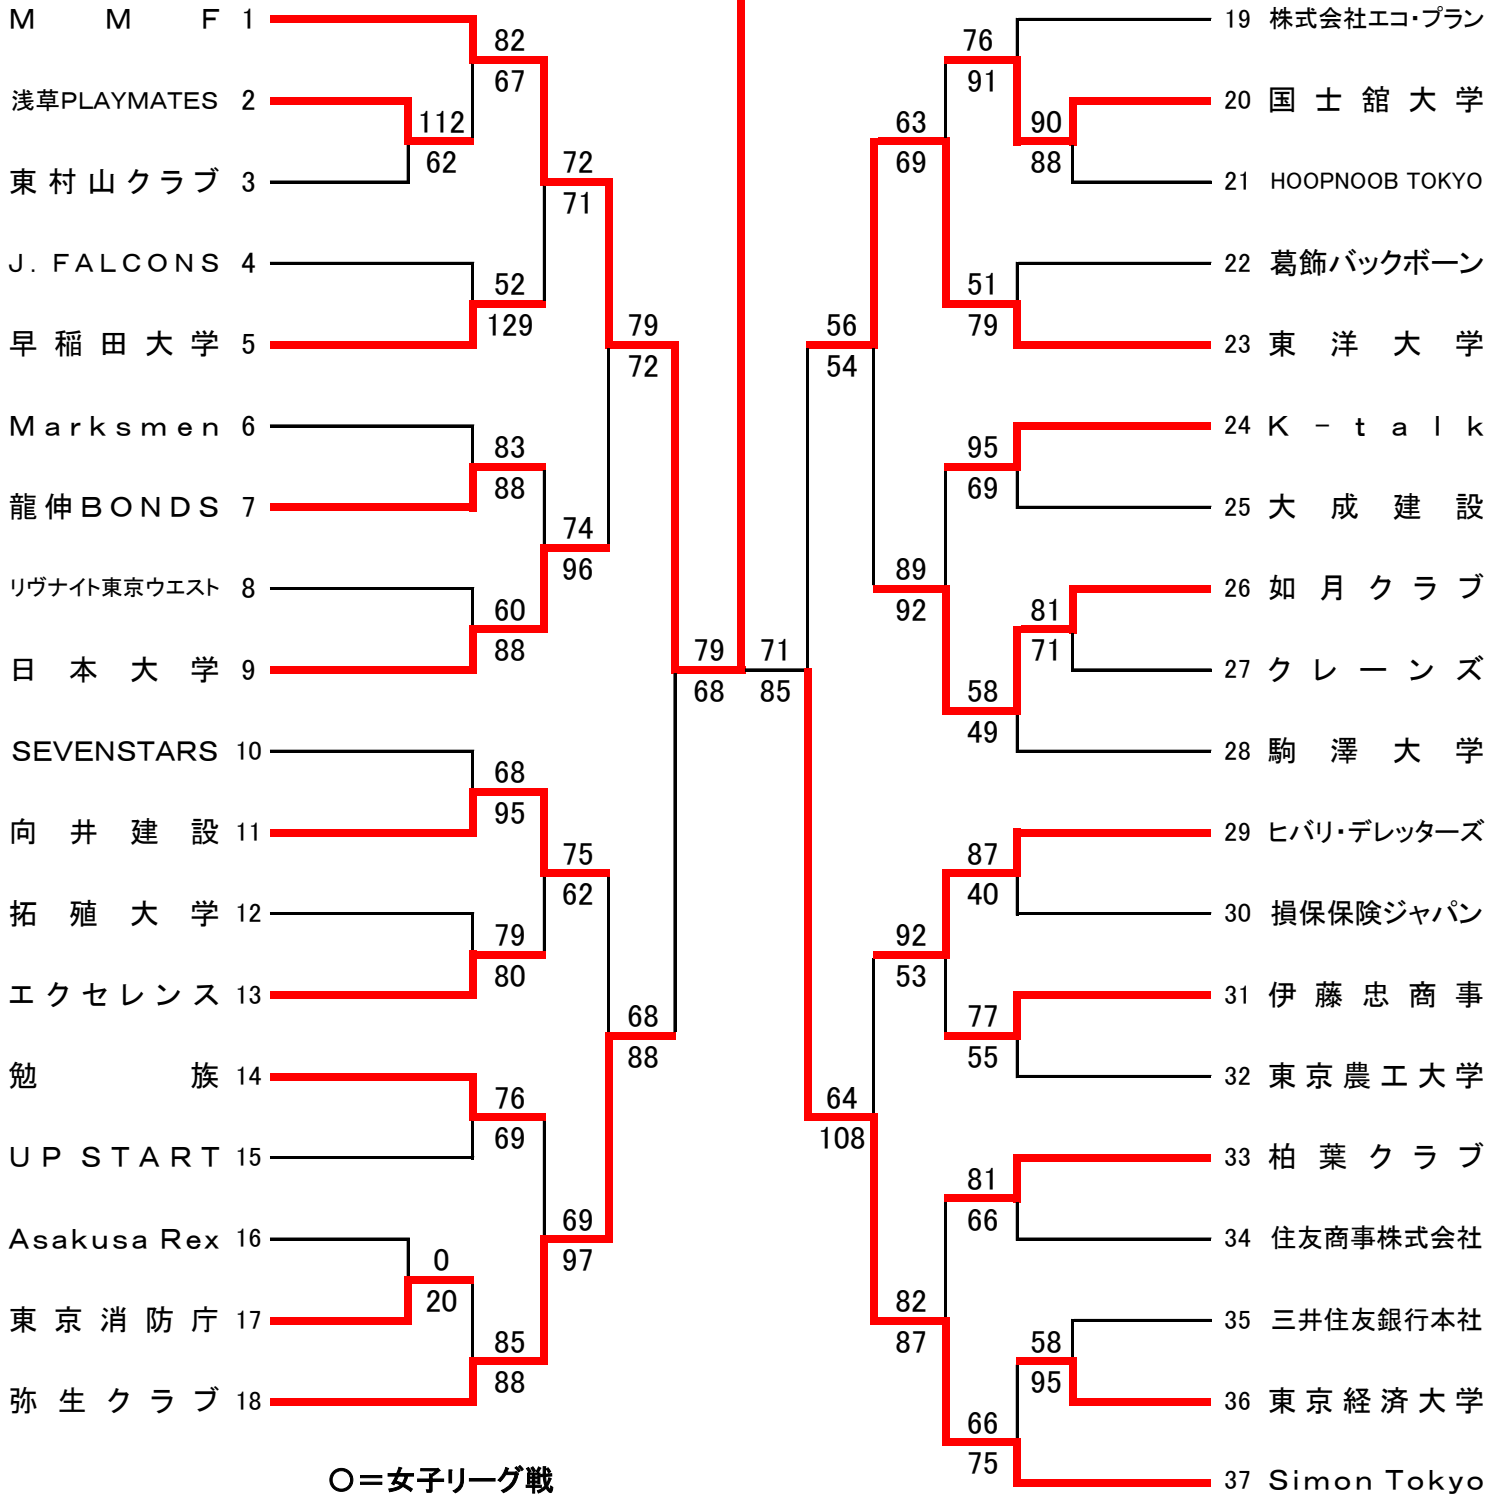 M M F 1
82
67
浅草PLAYMATES 2
112
62
東村山クラブ 3
72
71
J. FALCONS 4
52
129
早稲田大学 5
79
72
Marksmen 6
83
88
龍伸BONDS 7
74
96
リヴナイト東京ウエスト 8
60
88
日本大学 9
79
68
SEVENSTARS 10
68
95
向井建設 11
75
62
拓殖大学 12
79
80
エクセレンス 13
68
88
勉族 14
76
69
UP START 15
69
97
Asakusa Rex 16
0
20
東京消防庁 17
85
88
弥生クラブ 18
〇＝女子リーグ戦
19 株式会社エコ・プラン
76
91
20 国士舘大学
90
88
63
69
21 HOOPNOOB TOKYO
22 葛飾バックボーン
51
79
23 東洋大学
56
54
24 K-talk
95
69
25 大成建設
89
92
26 如月クラブ
81
71
27 クレーンズ
71
85
58
49
28 駒澤大学
29 ヒバリ・デレッターズ
87
40
30 損保保険ジャパン
92
53
31 伊藤忠商事
77
55
32 東京農工大学
64
108
33 柏葉クラブ
81
66
34 住友商事株式会社
82
87
35 三井住友銀行本社
58
95
36 東京経済大学
66
75
37 Simon Tokyo